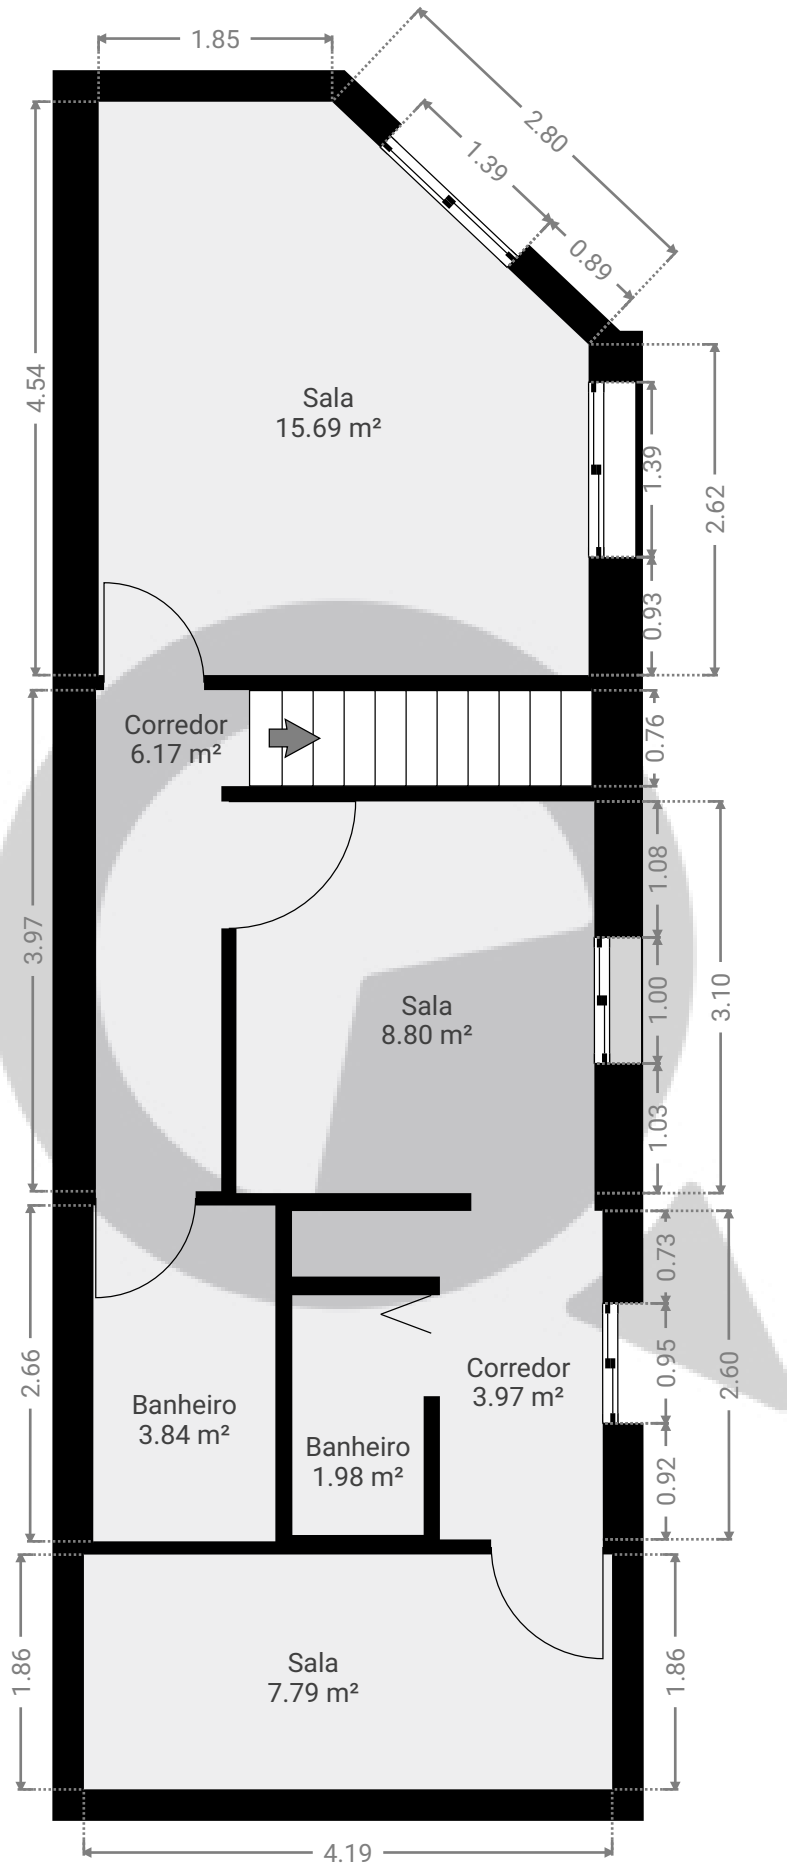 1.85
2.80
1.39
0.89
4.54
Sala
15.69 m²
1.39
2.62
0.93
Corredor
6.17 m²
0.76
1.08
3.97
1.00
3.10
Sala
8.80 m²
1.03
0.73
2.66
0.95
2.60
Corredor
3.97 m²
Banheiro
3.84 m²
Banheiro
1.98 m²
0.92
1.86
Sala
7.79 m²
1.86
4.19